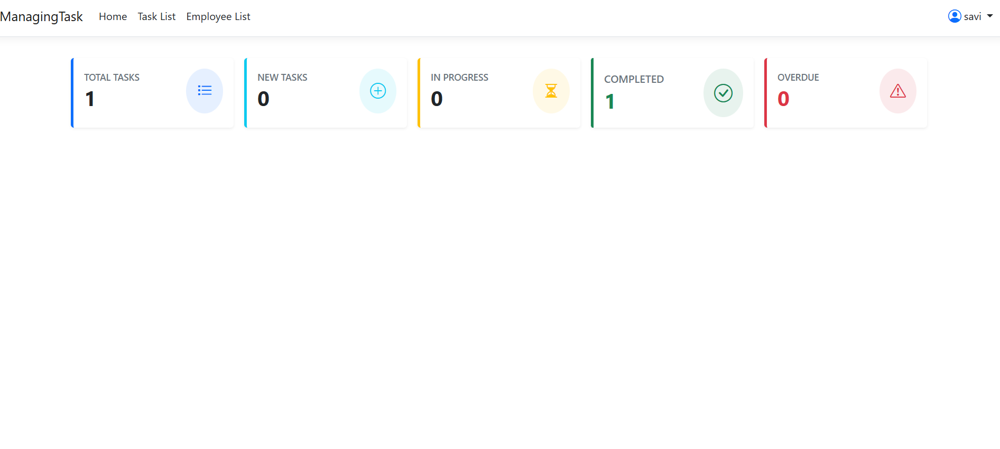 ManagingTask Home Task List Employee List savi
TOTAL TASKS
1
NEW TASKS
0
IN PROGRESS
0
COMPLETED
1
OVERDUE
0